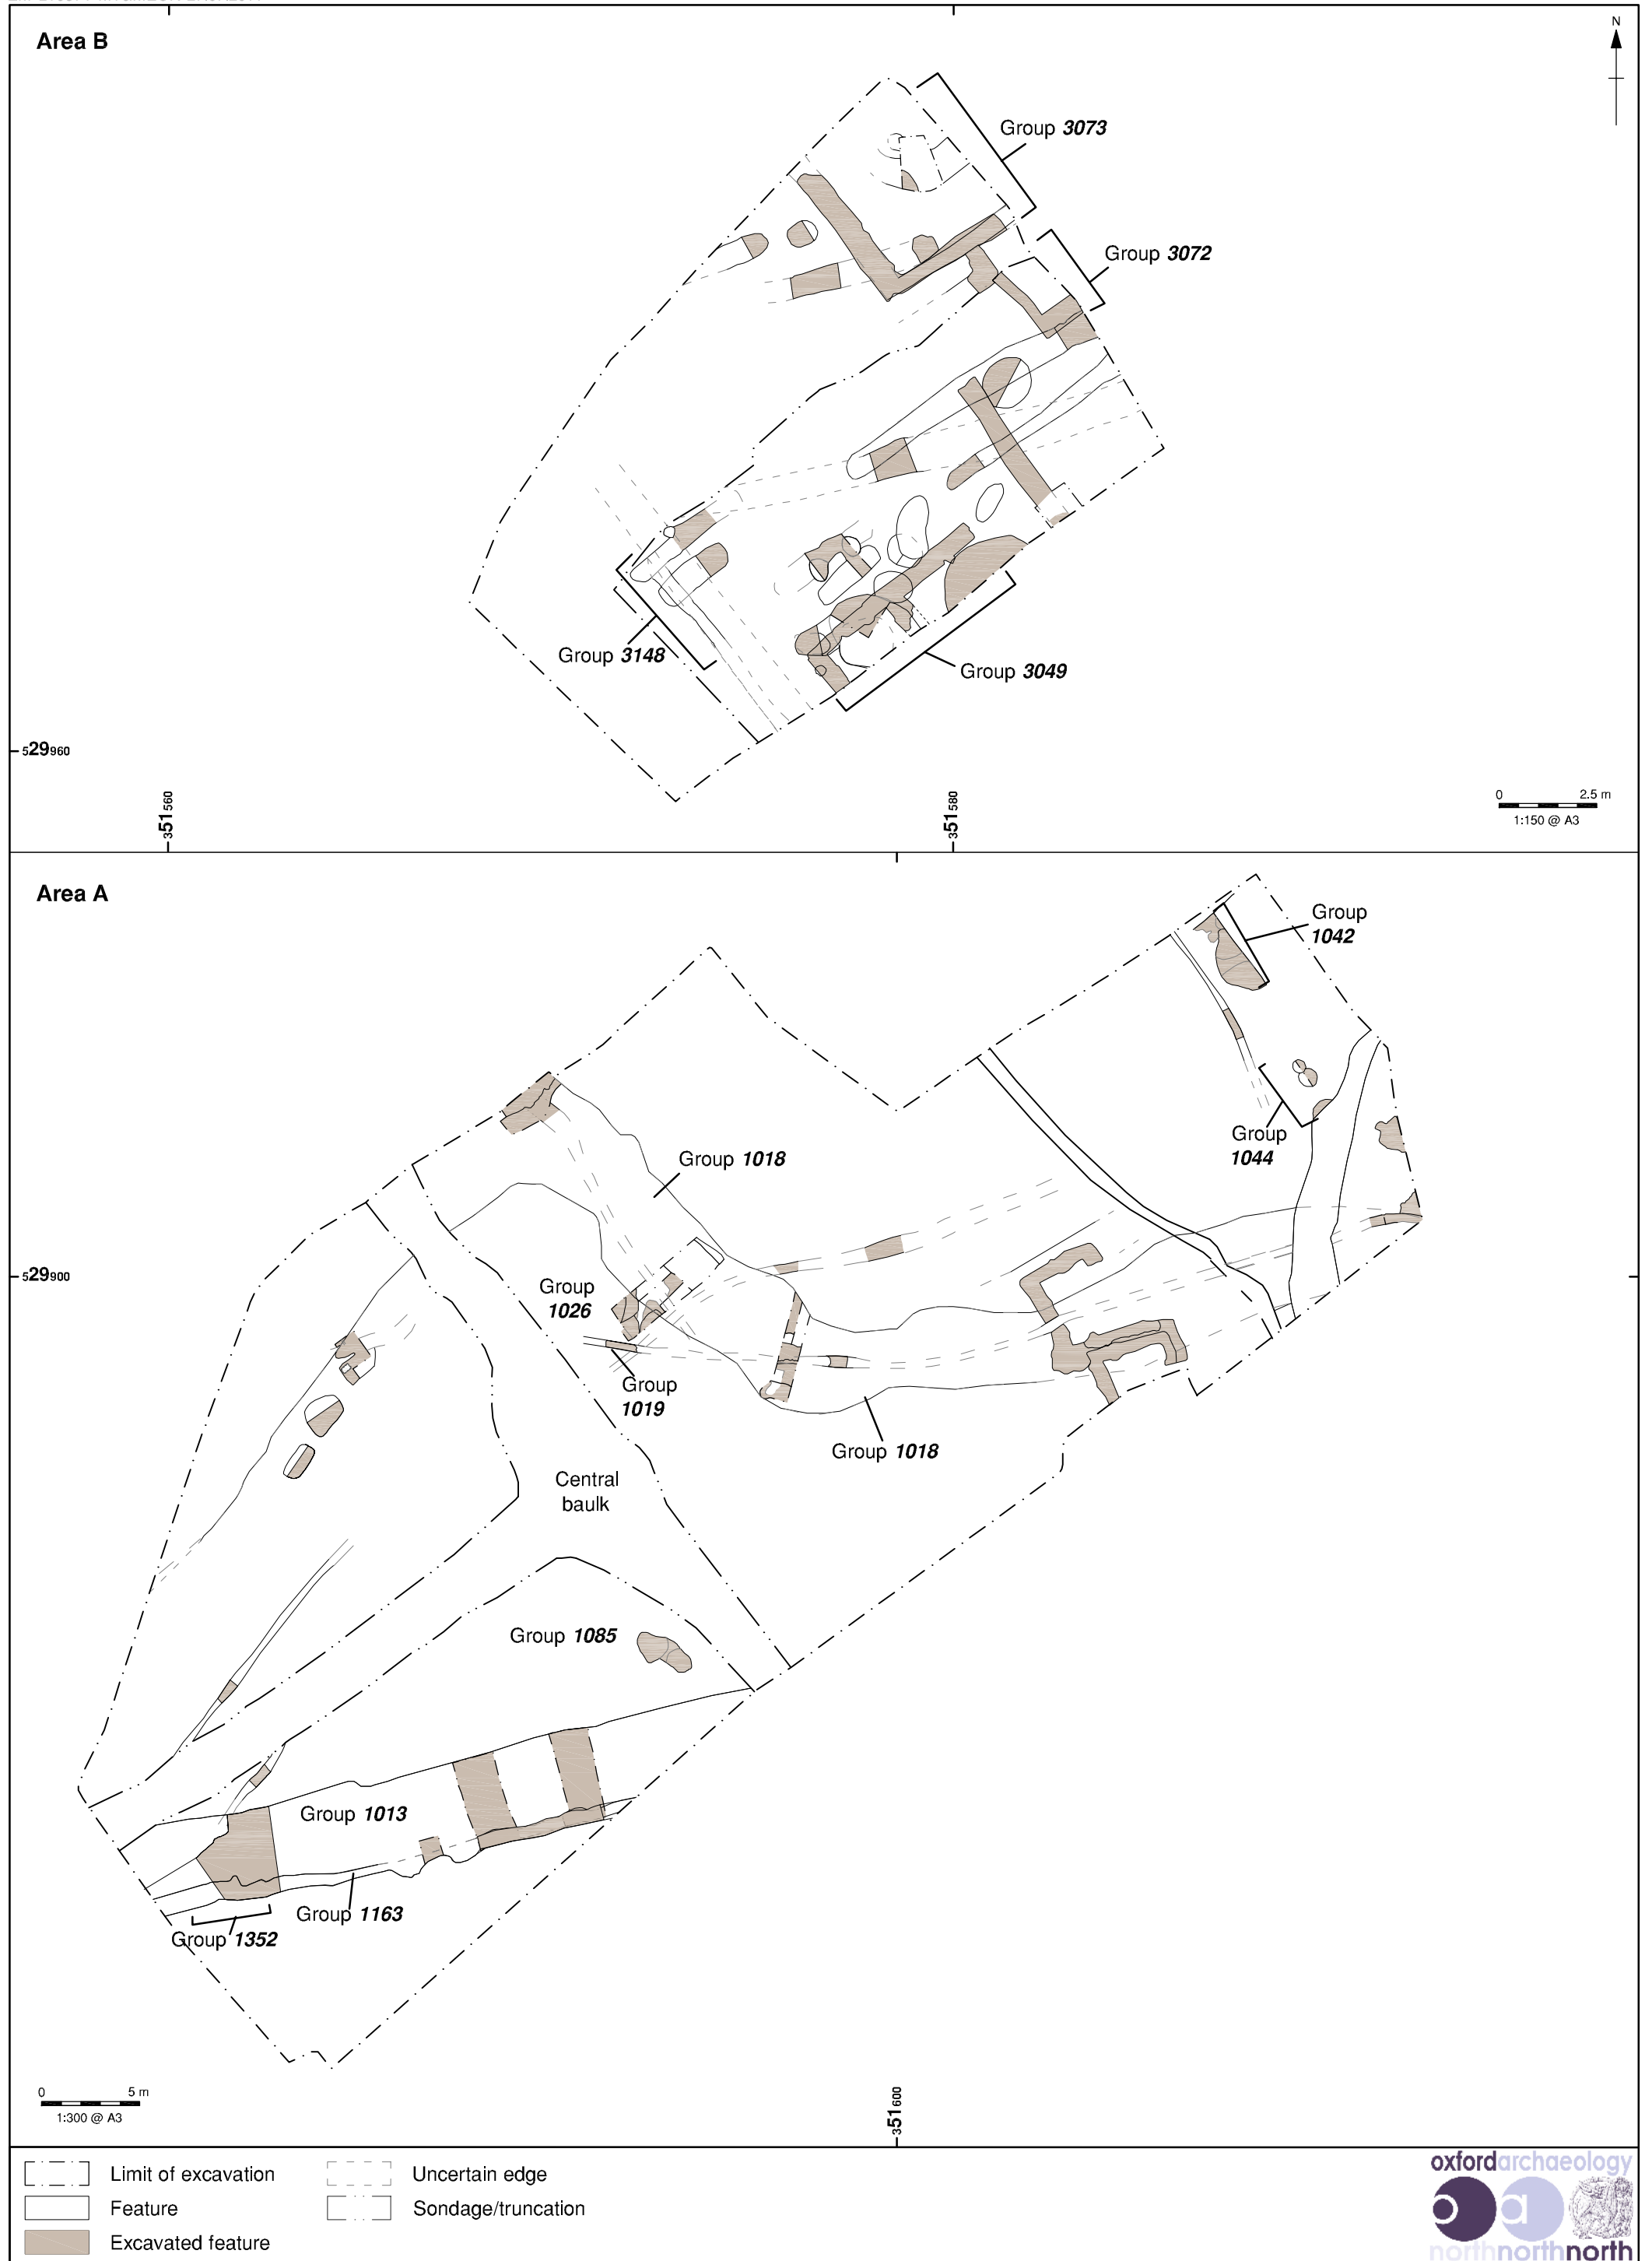 Area B
N
Group 3073
Group 3072
Group 3148
Group 3049
529960
351560
351580
0 2.5 m
1:150 @ A3
Area A
Group
1042
Group
1044
Group 1018
Group
1026
529900
Group
1019
Group 1018
Central
baulk
Group 1085
Group 1013
Group 1163
Group 1352
0 5 m
1:300 @ A3
351600
Limit of excavation
Uncertain edge
Feature
Sondage/truncation
Excavated feature
oxfordarchaeology
oa
northnorthnorth